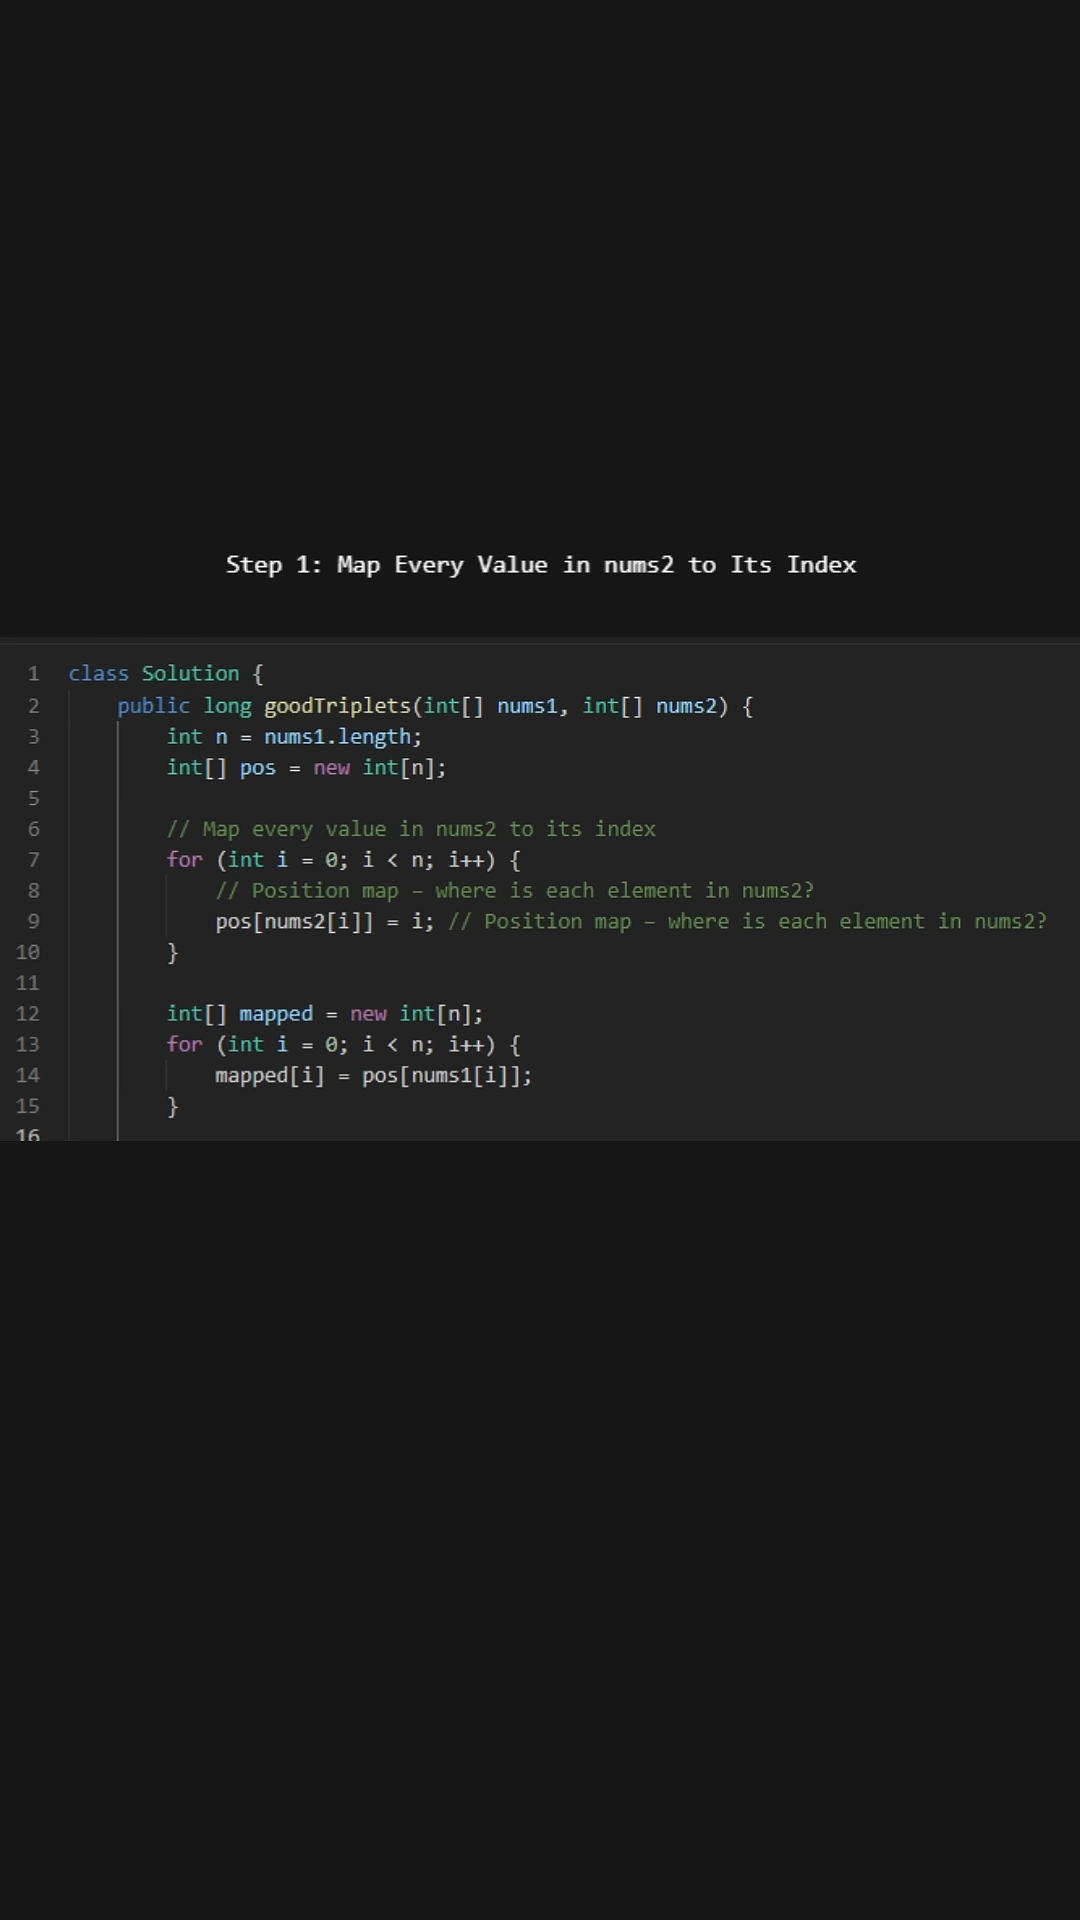 Step 1: Map Every Value in nums2 to Its Index
1 class Solution {
2     public long goodTriplets(int[] nums1, int[] nums2) {
3         int n = nums1.length;
4         int[] pos = new int[n];
5
6         // Map every value in nums2 to its index
7         for (int i = 0; i < n; i++) {
8             // Position map – where is each element in nums2?
9             pos[nums2[i]] = i; // Position map – where is each element in nums2?
10         }
11
12         int[] mapped = new int[n];
13         for (int i = 0; i < n; i++) {
14             mapped[i] = pos[nums1[i]];
15         }
16